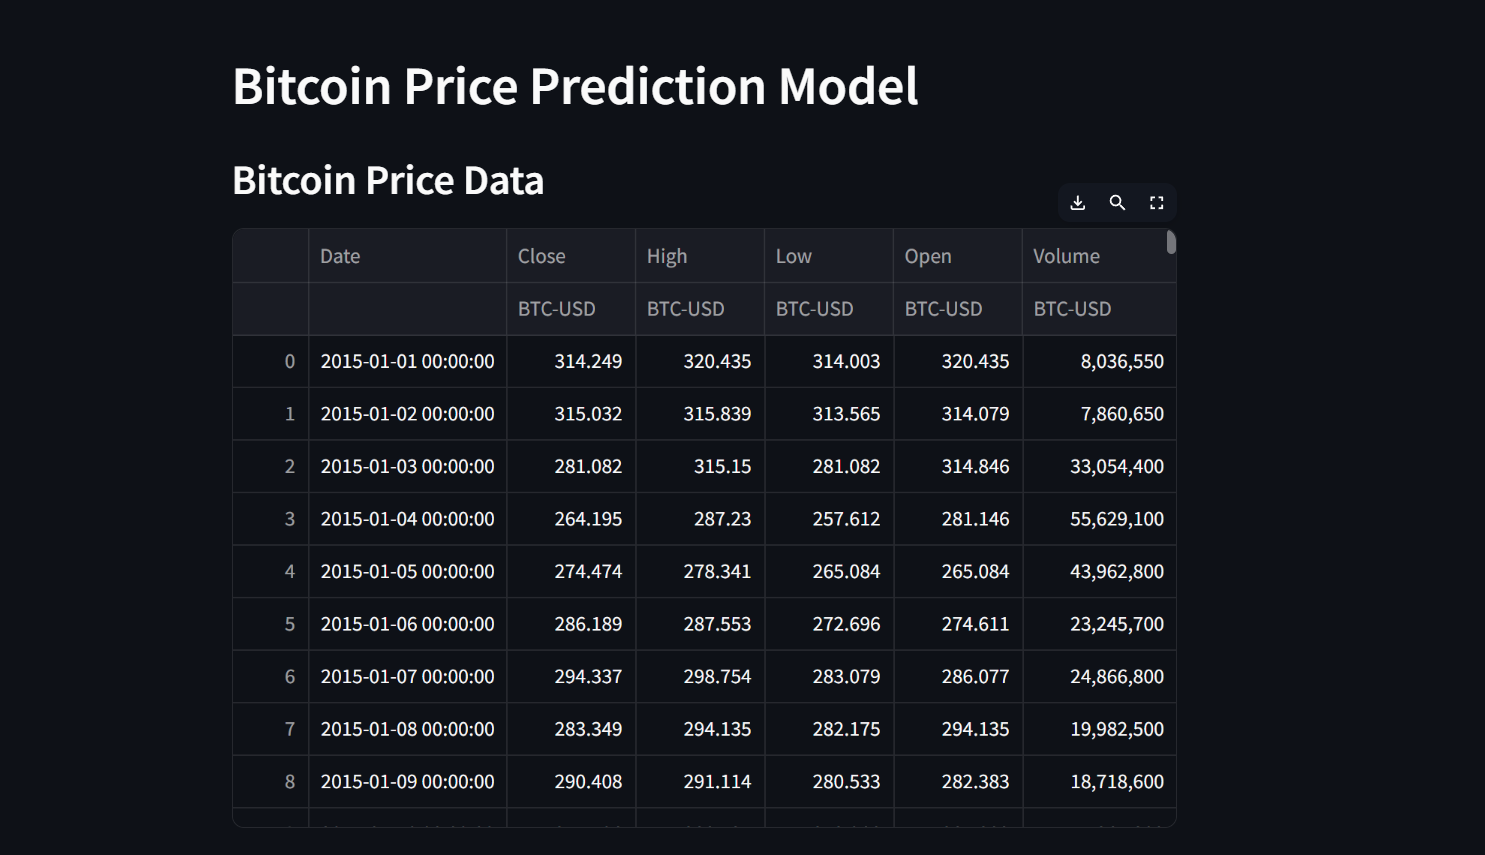 Bitcoin Price Prediction Model
Bitcoin Price Data
Date Close High Low Open Volume
BTC-USD BTC-USD BTC-USD BTC-USD BTC-USD
0 2015-01-01 00:00:00 314.249 320.435 314.003 320.435 8,036,550
1 2015-01-02 00:00:00 315.032 315.839 313.565 314.079 7,860,650
2 2015-01-03 00:00:00 281.082 315.15 281.082 314.846 33,054,400
3 2015-01-04 00:00:00 264.195 287.23 257.612 281.146 55,629,100
4 2015-01-05 00:00:00 274.474 278.341 265.084 265.084 43,962,800
5 2015-01-06 00:00:00 286.189 287.553 272.696 274.611 23,245,700
6 2015-01-07 00:00:00 294.337 298.754 283.079 286.077 24,866,800
7 2015-01-08 00:00:00 283.349 294.135 282.175 294.135 19,982,500
8 2015-01-09 00:00:00 290.408 291.114 280.533 282.383 18,718,600